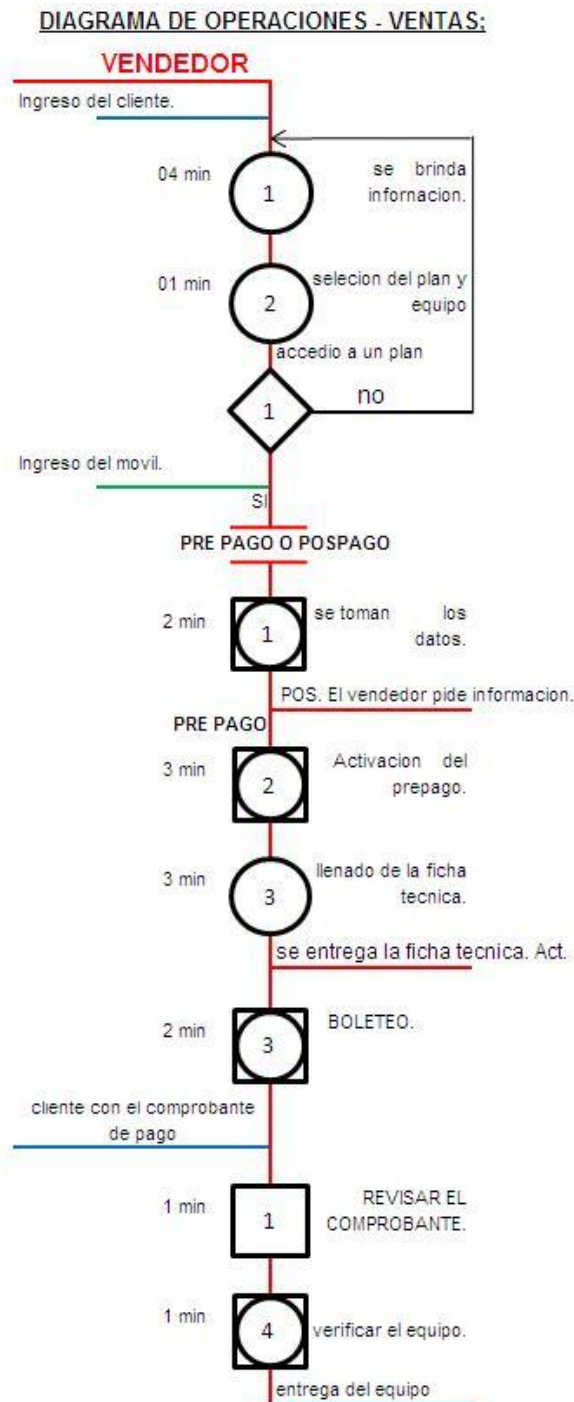 DIAGRAMA DE OPERACIONES - VENTAS:
VENDEDOR
Ingreso del cliente.
04 min
1
se brinda
infornacion.
01 min
2
selecion del plan y
equipo
accedio a un plan
1
no
Ingreso del movil.
SI
PRE PAGO O POSPAGO
2 min
1
se toman los
datos.
POS. El vendedor pide informacion.
PRE PAGO
3 min
2
Activacion del
prepago.
3 min
3
llenado de la ficha
tecnica.
se entrega la ficha tecnica. Act.
2 min
3
BOLETEO.
cliente con el comprobante
de pago
1 min
1
REVISAR EL
COMPROBANTE.
1 min
4
verificar el equipo.
entrega del equipo